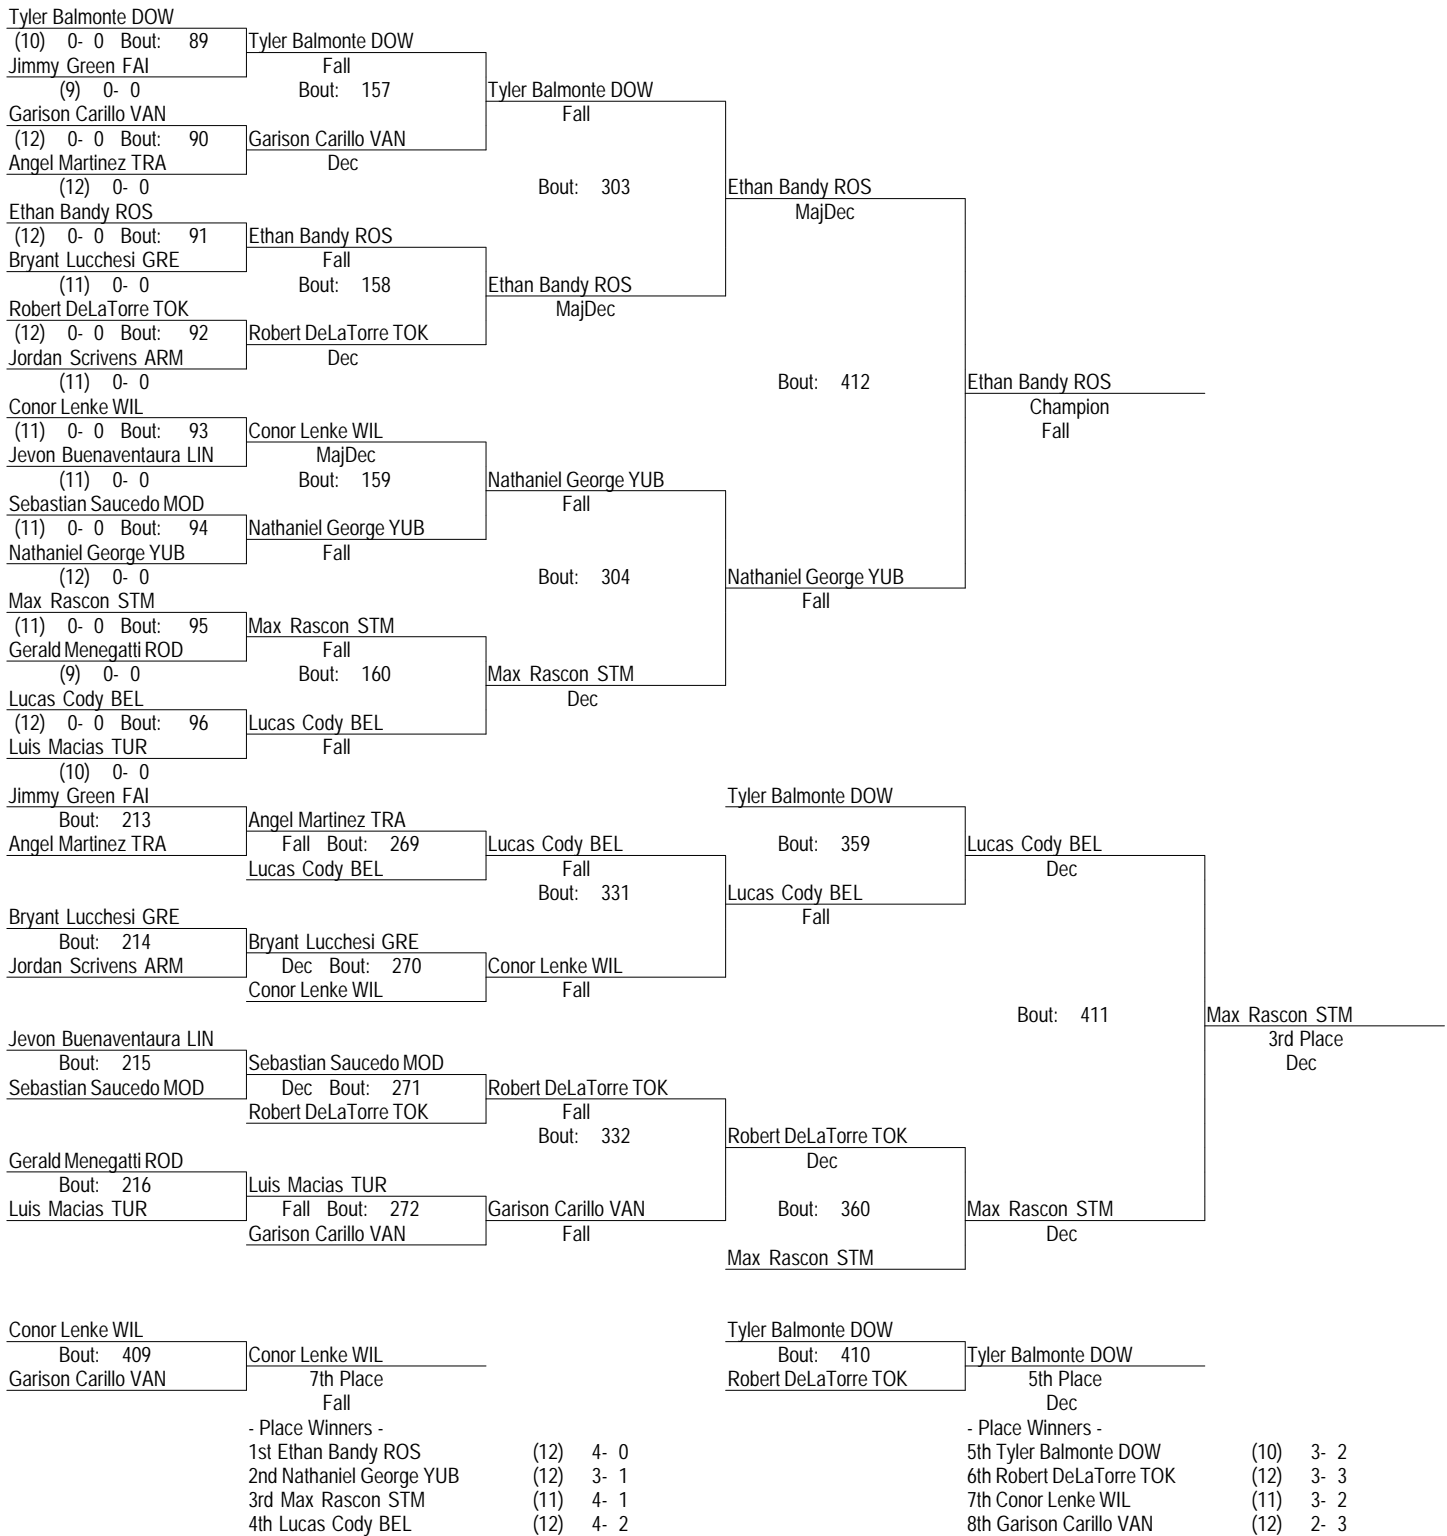 Tyler Balmonte DOW
(10) 0- 0 Bout: 89 Tyler Balmonte DOW
Jimmy Green FAI Fall
(9) 0- 0 Bout: 157 Tyler Balmonte DOW
Garison Carillo VAN Fall
(12) 0- 0 Bout: 90 Garison Carillo VAN
Angel Martinez TRA Dec
(12) 0- 0 Bout: 303 Ethan Bandy ROS
Ethan Bandy ROS MajDec
(12) 0- 0 Bout: 91 Ethan Bandy ROS
Bryant Lucchesi GRE Fall
(11) 0- 0 Bout: 158 Ethan Bandy ROS
Robert DeLaTorre TOK MajDec
(12) 0- 0 Bout: 92 Robert DeLaTorre TOK
Jordan Scrivens ARM Dec
(11) 0- 0 Bout: 412 Ethan Bandy ROS
Conor Lenke WIL Champion
(11) 0- 0 Bout: 93 Conor Lenke WIL Fall
Jevon Buenaventaura LIN MajDec
(11) 0- 0 Bout: 159 Nathaniel George YUB
Sebastian Saucedo MOD Fall
(11) 0- 0 Bout: 94 Nathaniel George YUB
Nathaniel George YUB Fall
(12) 0- 0 Bout: 304 Nathaniel George YUB
Max Rascon STM Fall
(11) 0- 0 Bout: 95 Max Rascon STM
Gerald Menegatti ROD Fall
(9) 0- 0 Bout: 160 Max Rascon STM
Lucas Cody BEL Dec
(12) 0- 0 Bout: 96 Lucas Cody BEL
Luis Macias TUR Fall
(10) 0- 0
Jimmy Green FAI Tyler Balmonte DOW
Bout: 213 Angel Martinez TRA
Angel Martinez TRA Fall Bout: 269 Lucas Cody BEL Bout: 359 Lucas Cody BEL
Lucas Cody BEL Fall Dec
Bout: 331 Lucas Cody BEL
Bryant Lucchesi GRE Fall
Bout: 214 Bryant Lucchesi GRE
Jordan Scrivens ARM Dec Bout: 270 Conor Lenke WIL
Conor Lenke WIL Fall
Bout: 411 Max Rascon STM
Jevon Buenaventaura LIN 3rd Place
Bout: 215 Sebastian Saucedo MOD Dec
Sebastian Saucedo MOD Dec Bout: 271 Robert DeLaTorre TOK
Robert DeLaTorre TOK Fall
Bout: 332 Robert DeLaTorre TOK
Gerald Menegatti ROD Dec
Bout: 216 Luis Macias TUR
Luis Macias TUR Fall Bout: 272 Garison Carillo VAN Bout: 360 Max Rascon STM
Garison Carillo VAN Fall Dec
Max Rascon STM
Conor Lenke WIL Tyler Balmonte DOW
Bout: 409 Conor Lenke WIL Bout: 410 Tyler Balmonte DOW
Garison Carillo VAN 7th Place Robert DeLaTorre TOK 5th Place
Fall Dec
- Place Winners - - Place Winners -
1st Ethan Bandy ROS (12) 4- 0 5th Tyler Balmonte DOW (10) 3- 2
2nd Nathaniel George YUB (12) 3- 1 6th Robert DeLaTorre TOK (12) 3- 3
3rd Max Rascon STM (11) 4- 1 7th Conor Lenke WIL (11) 3- 2
4th Lucas Cody BEL (12) 4- 2 8th Garison Carillo VAN (12) 2- 3